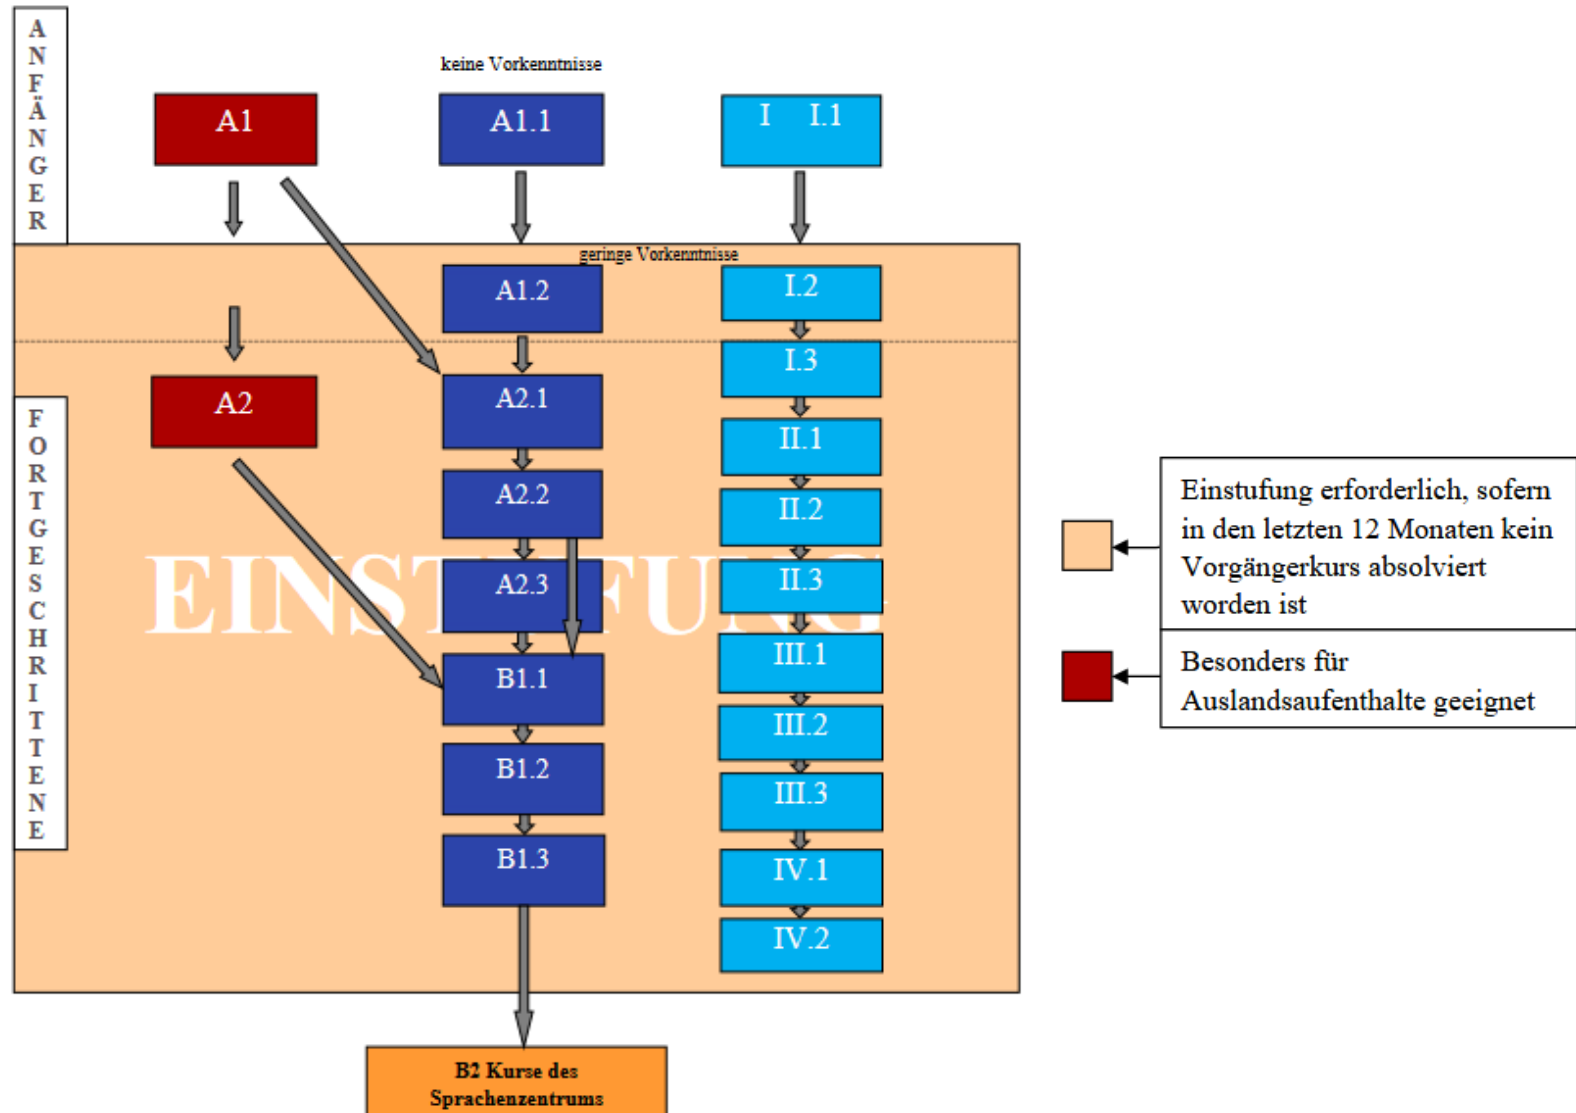 ANFÄNGER
keine Vorkenntnisse
A1
A1.1
I I.1
geringe Vorkenntnisse
A1.2
I.2
I.3
A2
A2.1
II.1
A2.2
II.2
A2.3
II.3
EINSTUFUNG
B1.1
III.1
B1.2
III.2
III.3
B1.3
IV.1
IV.2
FORTGESCHRITTENE
B2 Kurse des
Sprachenzentrums
Einstufung erforderlich, sofern
in den letzten 12 Monaten kein
Vorgängerkurs absolviert
worden ist
Besonders für
Auslandsaufenthalte geeignet